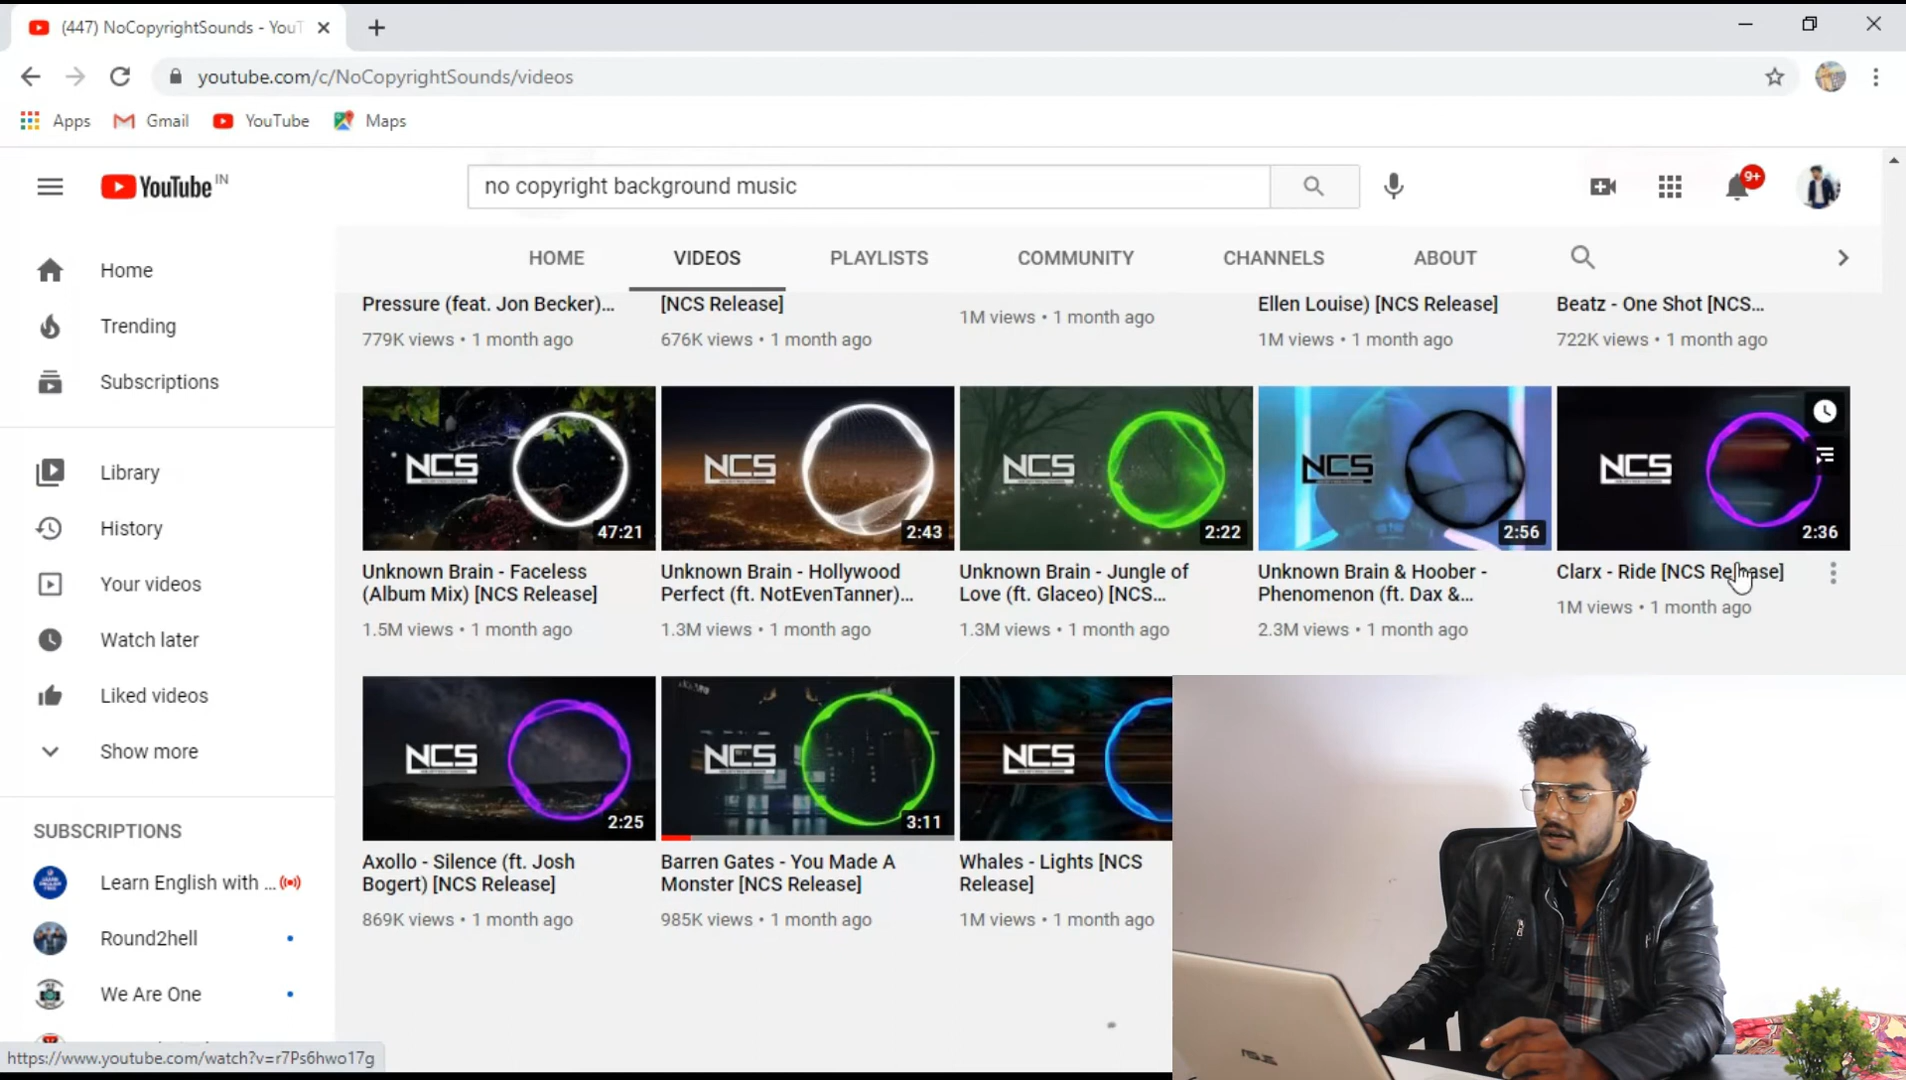 (447) NoCopyrightSounds - YouT
youtube.com/c/NoCopyrightSounds/videos
Apps
Gmail
YouTube
Maps
YouTube IN
no copyright background music
9+
HOME
VIDEOS
PLAYLISTS
COMMUNITY
CHANNELS
ABOUT
Home
Trending
Subscriptions
Library
History
Your videos
Watch later
Liked videos
Show more
SUBSCRIPTIONS
Learn English with ...
Round2hell
We Are One
Pressure (feat. Jon Becker)...
779K views • 1 month ago
[NCS Release]
676K views • 1 month ago
1M views • 1 month ago
Ellen Louise) [NCS Release]
1M views • 1 month ago
Beatz - One Shot [NCS...
722K views • 1 month ago
NCS
47:21
Unknown Brain - Faceless
(Album Mix) [NCS Release]
1.5M views • 1 month ago
NCS
2:43
Unknown Brain - Hollywood
Perfect (ft. NotEvenTanner)...
1.3M views • 1 month ago
NCS
2:22
Unknown Brain - Jungle of
Love (ft. Glaceo) [NCS...
1.3M views • 1 month ago
NCS
2:56
Unknown Brain & Hoober -
Phenomenon (ft. Dax &...
2.3M views • 1 month ago
NCS
2:36
Clarx - Ride [NCS Release]
1M views • 1 month ago
NCS
2:25
Axollo - Silence (ft. Josh
Bogert) [NCS Release]
869K views • 1 month ago
NCS
3:11
Barren Gates - You Made A
Monster [NCS Release]
985K views • 1 month ago
NCS
Whales - Lights [NCS
Release]
1M views • 1 month ago
ASUS
https://www.youtube.com/watch?v=r7Ps6hwo17g